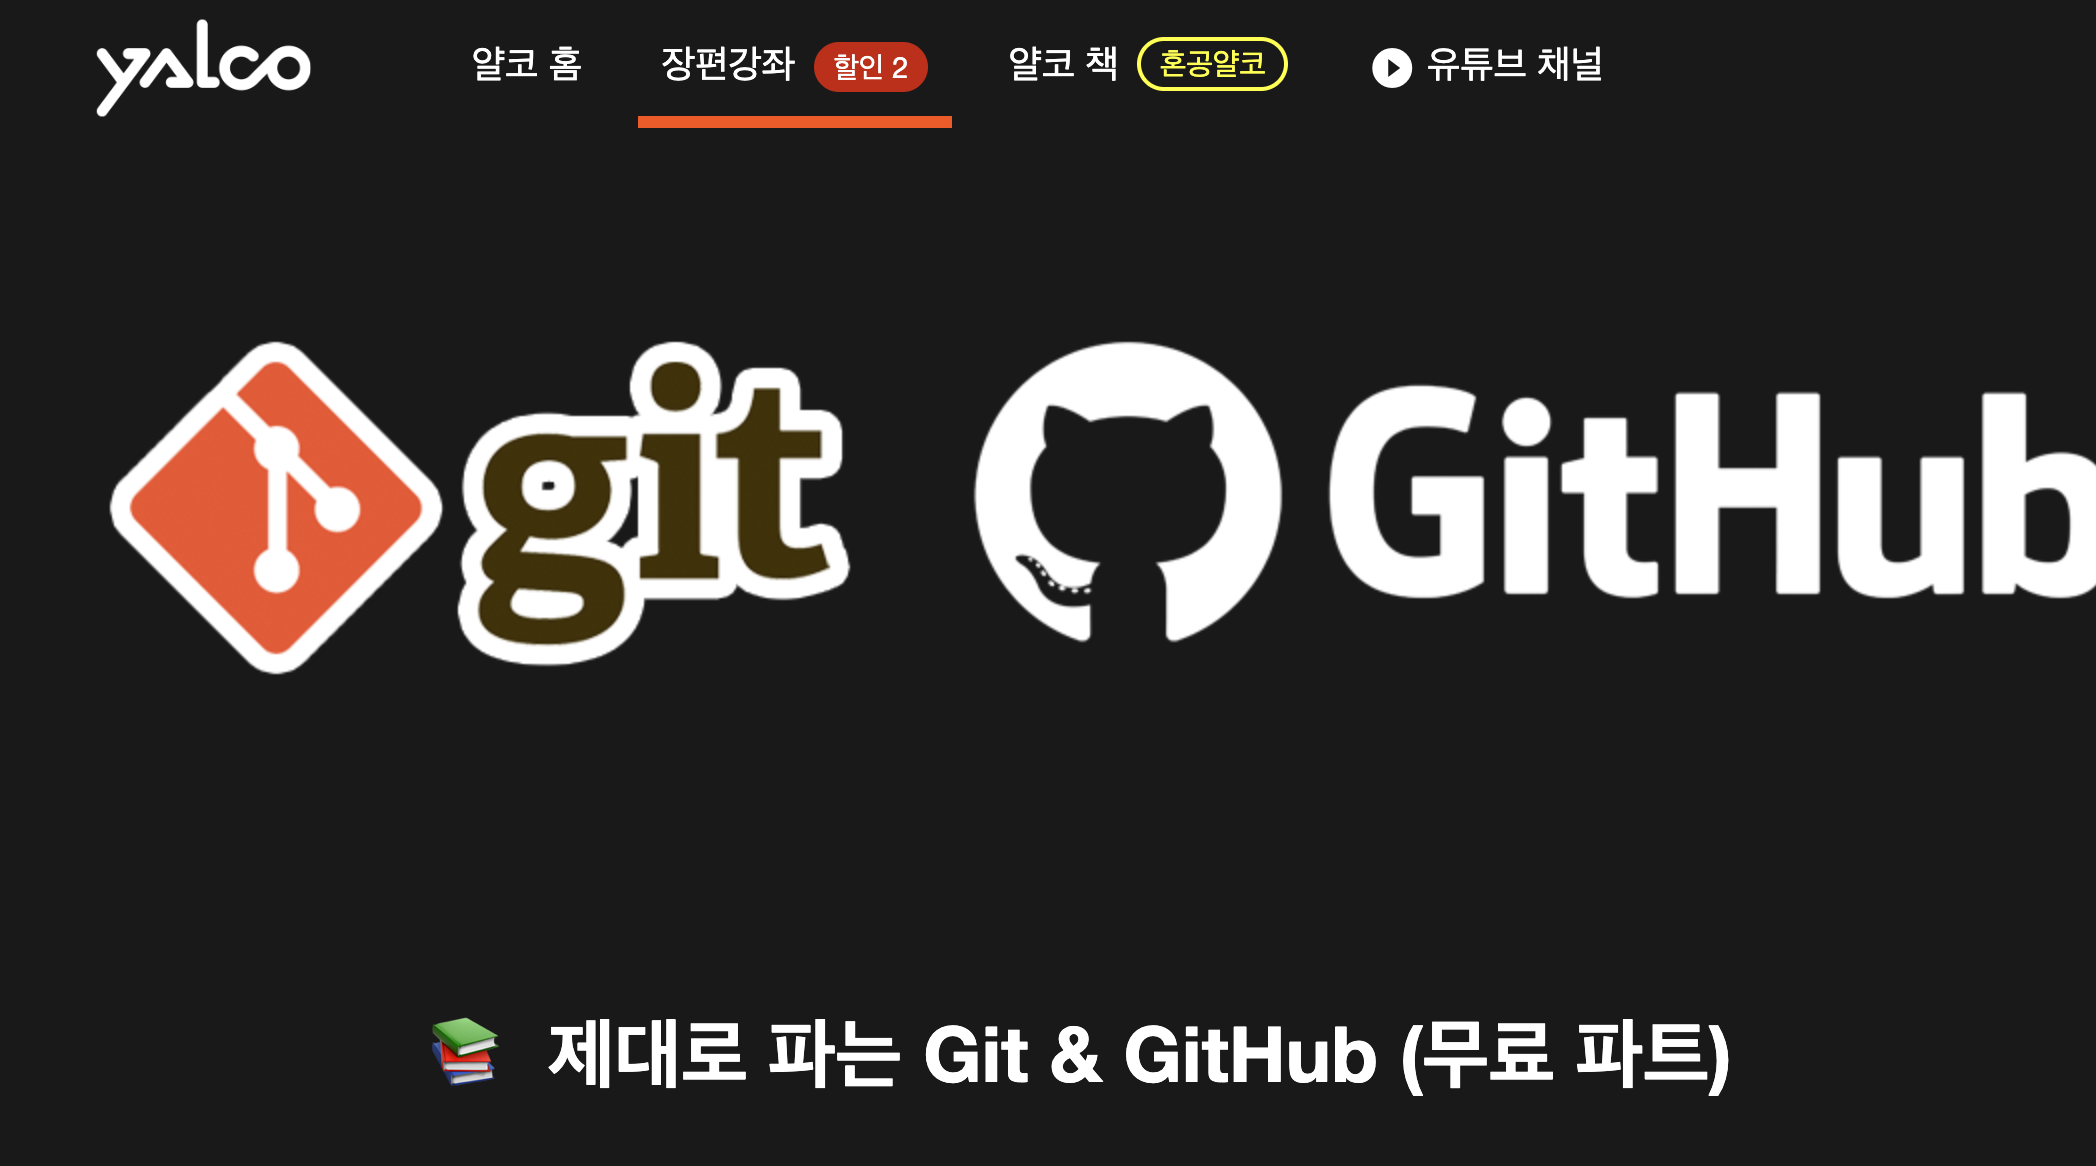 yalco
얄코 홈 장편강좌 할인 2 얄코 책 혼공얄코 유튜브 채널
git GitHub
제대로 파는 Git & GitHub (무료 파트)